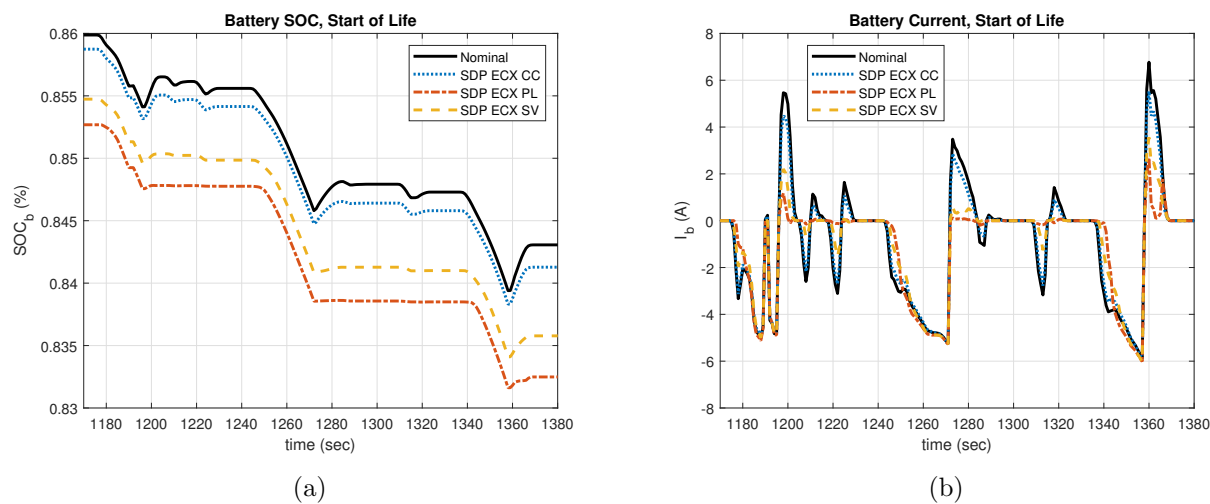 Battery SOC, Start of Life
0.86
0.855
0.85
0.845
0.84
0.835
0.83
SOC_b (%)
Nominal
SDP ECX CC
SDP ECX PL
SDP ECX SV
1180 1200 1220 1240 1260 1280 1300 1320 1340 1360 1380
time (sec)
(a)
Battery Current, Start of Life
8
6
4
2
0
-2
-4
-6
-8
I_b (A)
Nominal
SDP ECX CC
SDP ECX PL
SDP ECX SV
1180 1200 1220 1240 1260 1280 1300 1320 1340 1360 1380
time (sec)
(b)